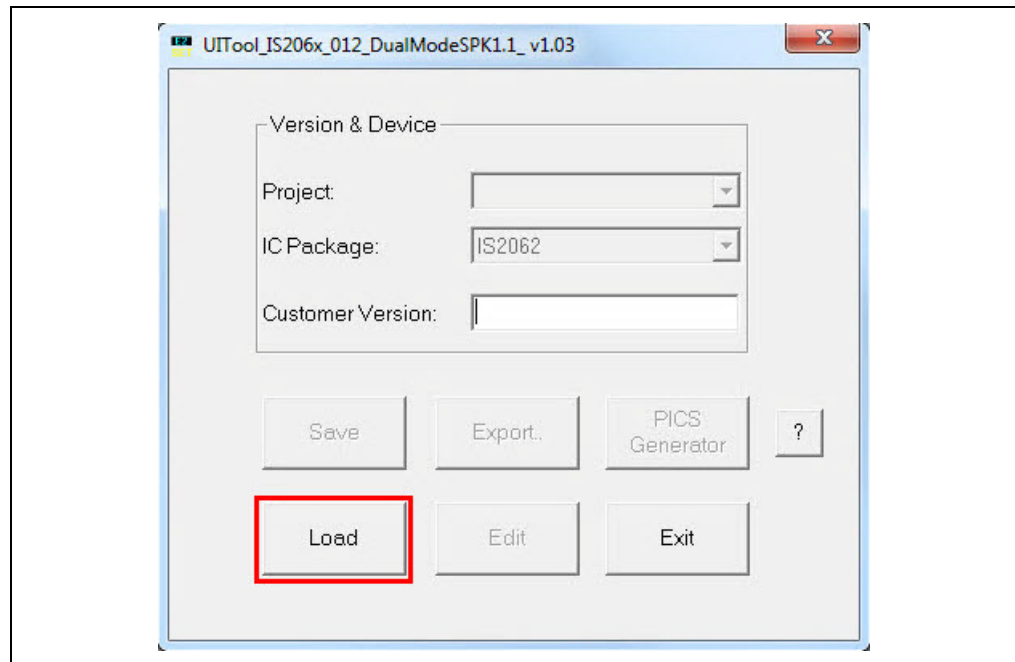 UITool_IS206x_012_DualModeSPK1.1_ v1.03
Version & Device
Project:
IC Package: IS2062
Customer Version:
Save Export.. PICS Generator ?
Load Edit Exit